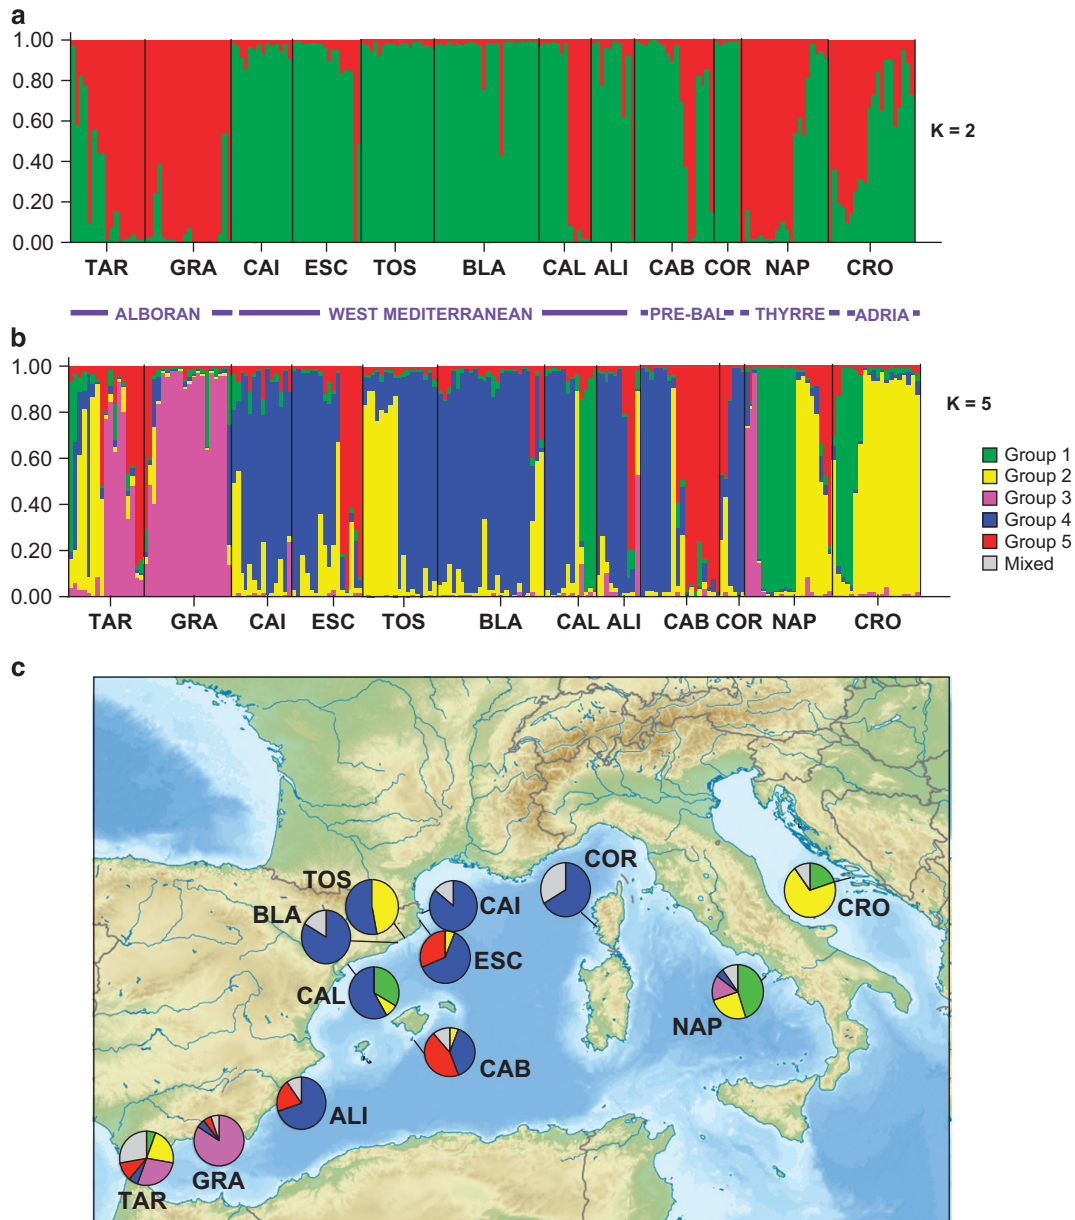 a
1.00
0.80
0.60
0.40
0.20
0.00
K = 2
TAR GRA CAI ESC TOS BLA CAL ALI CAB COR NAP CRO
ALBORAN WEST MEDITERRANEAN PRE-BAL THYRRE ADRIA
b
1.00
0.80
0.60
0.40
0.20
0.00
K = 5
Group 1
Group 2
Group 3
Group 4
Group 5
Mixed
TAR GRA CAI ESC TOS BLA CAL ALI CAB COR NAP CRO
c
COR
TOS
CAI
CRO
BLA
ESC
CAL
NAP
CAB
ALI
GRA
TAR